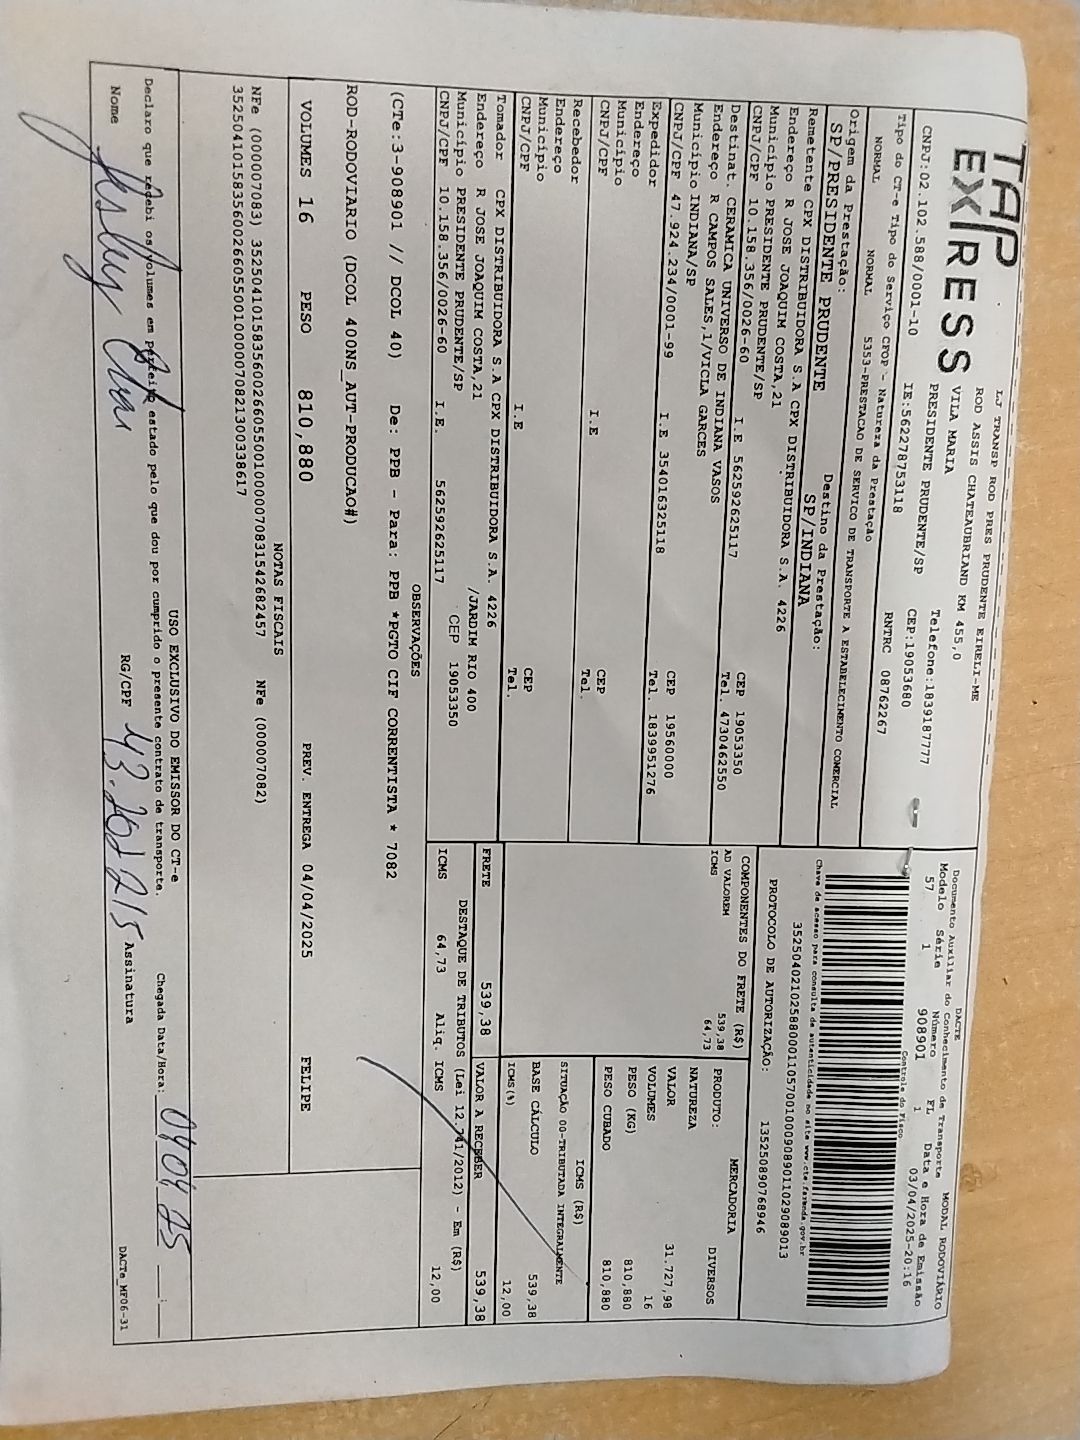 TAP
EXPRESS
LJ TRANSP ROD PRES PRUDENTE EIRELI-ME
ROD ASSIS CHATEAUBRIAND KM 455,0
VILA MARIA
PRESIDENTE PRUDENTE/SP
Telefone:1839187777
CNPJ:02.102.588/0001-10
IE:562278753118
CEP:19053680
RNTRC 08762267
DACTE
Documento Auxiliar do Conhecimento de Transporte
MODAL RODOVIÁRIO
Modelo Série Número FL Data e Hora de Emissão
57 1 908901 1 03/04/2025-20:16
Controle do Fisco
Chave de acesso para consulta de autenticidade no site www.cte.fazenda.gov.br
35250402102588000110570010009089011029089013
PROTOCOLO DE AUTORIZAÇÃO: 135250890768946
Tipo do CT-e Tipo do Serviço CFOP - Natureza da Prestação
NORMAL NORMAL 5353-PRESTACAO DE SERVICO DE TRANSPORTE A ESTABELECIMENTO COMERCIAL
Origem da Prestação: Destino da Prestação:
SP/PRESIDENTE PRUDENTE SP/INDIANA
Remetente CPX DISTRIBUIDORA S.A CPX DISTRIBUIDORA S.A. 4226
Endereço R JOSE JOAQUIM COSTA,21
Município PRESIDENTE PRUDENTE/SP CEP 19053350
CNPJ/CPF 10.158.356/0026-60 I.E 562592625117 Tel. 4730462550
Destinat. CERAMICA UNIVERSO DE INDIANA VASOS
Endereço R CAMPOS SALES,1/VICLA GARCES
Município INDIANA/SP CEP 19560000
CNPJ/CPF 47.924.234/0001-99 I.E 354016325118 Tel. 1839951276
Expedidor
Endereço
Município CEP
CNPJ/CPF I.E Tel.
Recebedor
Endereço
Município CEP
CNPJ/CPF I.E Tel.
Tomador CPX DISTRIBUIDORA S.A CPX DISTRIBUIDORA S.A. 4226
Endereço R JOSE JOAQUIM COSTA,21 /JARDIM RIO 400
Município PRESIDENTE PRUDENTE/SP CEP 19053350
CNPJ/CPF 10.158.356/0026-60 I.E. 562592625117
COMPONENTES DO FRETE (R$)
AD VALOREM 539,38
ICMS 64,73
FRETE 539,38
PRODUTO: MERCADORIA
NATUREZA DIVERSOS
VALOR 31.727,98
VOLUMES 16
PESO (KG) 810,880
PESO CUBADO 810,880
ICMS (R$)
SITUAÇÃO 00-TRIBUTADA INTEGRALMENTE
BASE CÁLCULO 539,38
ICMS(%) 12,00
VALOR A RECEBER 539,38
DESTAQUE DE TRIBUTOS (Lei 12.741/2012) - Em (R$)
ICMS 64,73 Aliq. ICMS 12,00
OBSERVAÇÕES
(CTe:3-908901 // DCOL 40) De: PPB - Para: PPB *PGTO CIF CORRENTISTA * 7082
ROD-RODOVIARIO (DCOL 400NS AUT-PRODUCAO#)
VOLUMES 16 PESO 810,880 PREV. ENTREGA 04/04/2025 FELIPE
NOTAS FISCAIS
NFe (000007083) 35250410158356002660550010000070831542682457 NFe (000007082)
35250410158356002660550010000070821300338617
USO EXCLUSIVO DO EMISSOR DO CT-e
Declaro que recebi os volumes em perfeito estado pelo que dou por cumprido o presente contrato de transporte.
Chegada Data/Hora: 04 04 25 __:__
Nome RG/CPF 43.262215 Assinatura
DACTe_MF06-31